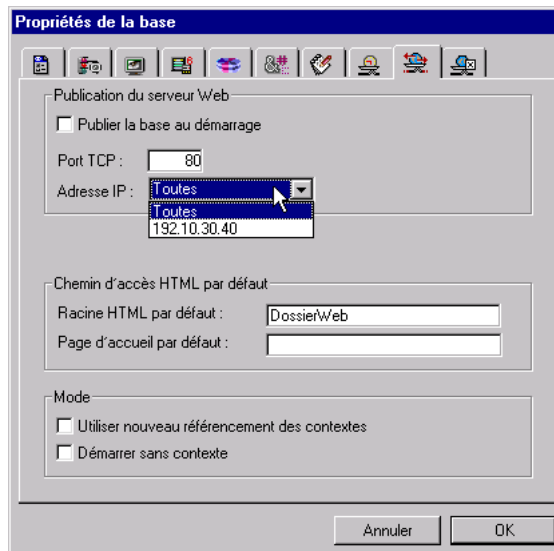 Propriétés de la base
&#
Publication du serveur Web
Publier la base au démarrage
Port TCP : 80
Adresse IP : Toutes
Toutes
192.10.30.40
Chemin d'accès HTML par défaut
Racine HTML par défaut : DossierWeb
Page d'accueil par défaut :
Mode
Utiliser nouveau référencement des contextes
Démarrer sans contexte
Annuler OK